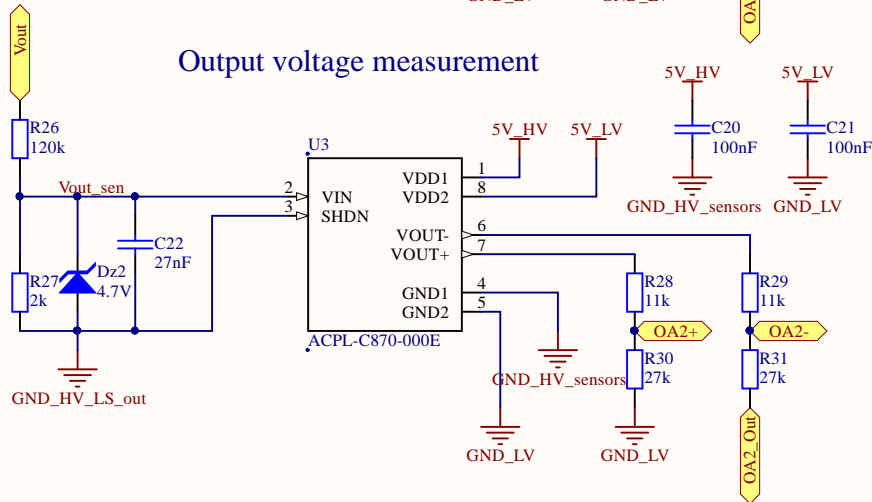 GND_LV
GND_LV
OA
Vout
Output voltage measurement
5V_HV
5V_LV
R26
120k
U3
5V_HV
5V_LV
C20
100nF
C21
100nF
Vout_sen
2
VIN
VDD1
1
3
SHDN
VDD2
8
GND_HV_sensors
GND_LV
VOUT-
6
VOUT+
7
C22
27nF
R27
2k
Dz2
4.7V
GND1
4
GND2
5
R28
11k
R29
11k
ACPL-C870-000E
OA2+
OA2-
GND_HV_sensors
R30
27k
R31
27k
GND_HV_LS_out
GND_LV
GND_LV
OA2_Out